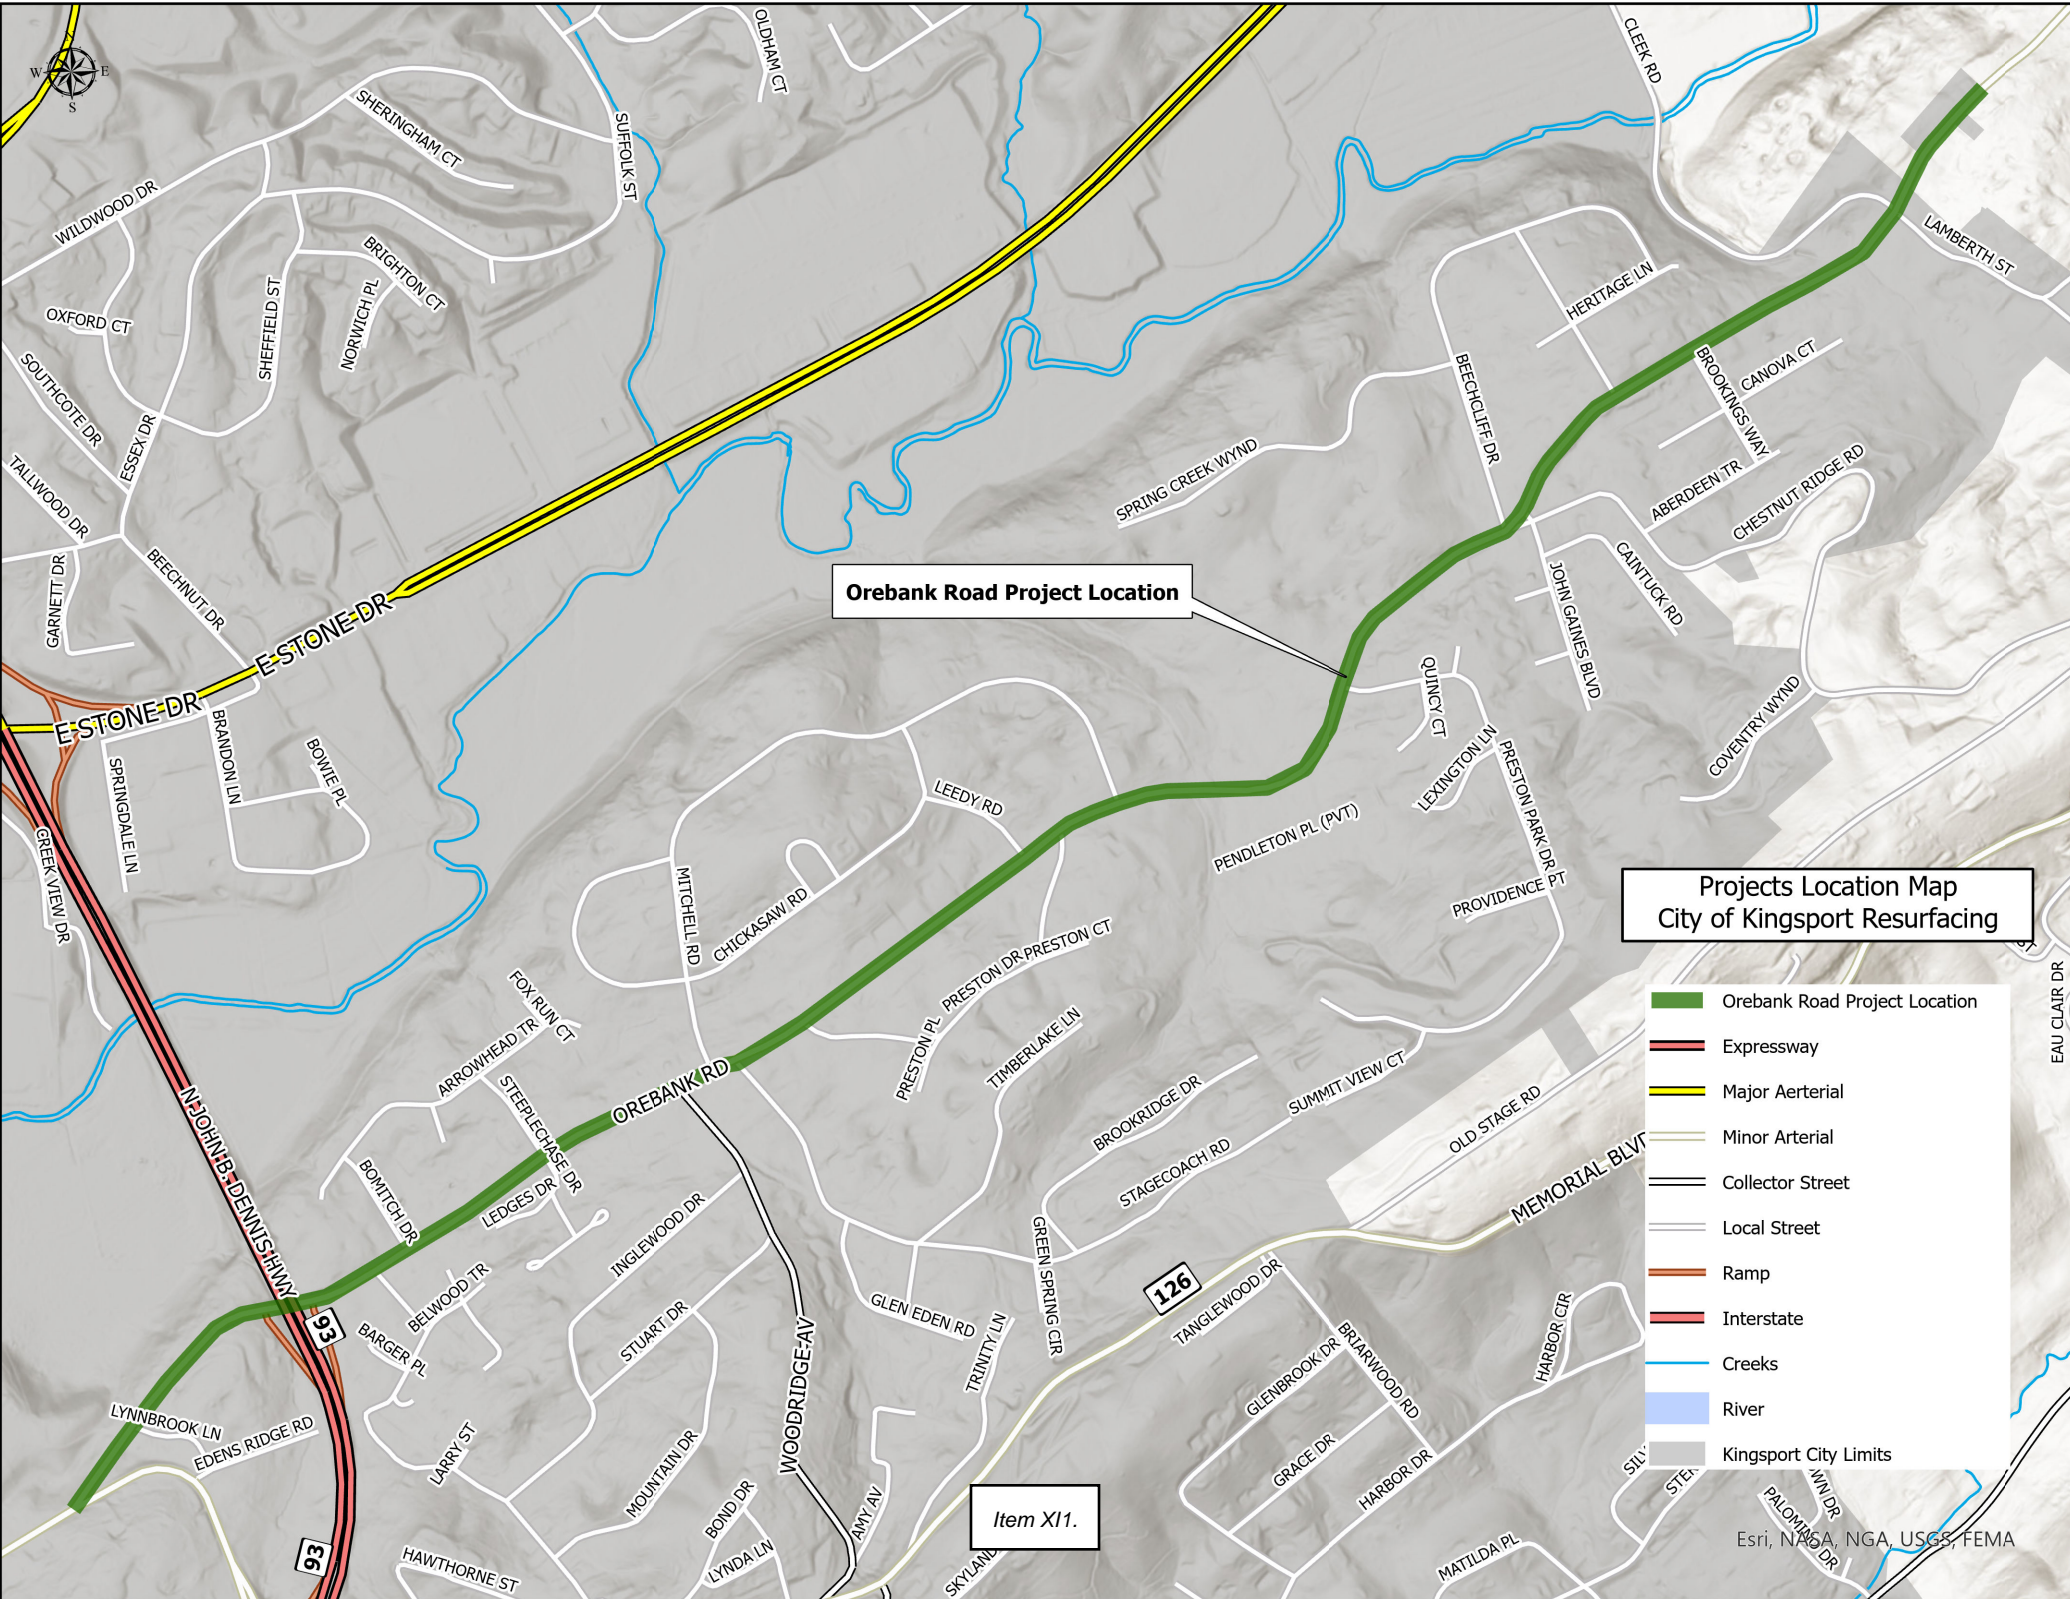 W
E
S
OLDHAM CT
CLEEK RD
SHERINGHAM CT
SUFFOLK ST
WILDWOOD DR
BRIGHTON CT
NORWICH PL
SHEFFIELD ST
OXFORD CT
SOUTHCOTE DR
ESSEX DR
TALLWOOD DR
GARNETT DR
BEECHNUT DR
E STONE DR
E STONE DR
LAMBERTH ST
HERITAGE LN
BEECHCLIFF DR
BROOKINGS WAY
CANOVA CT
SPRING CREEK WYND
ABERDEEN TR
CHESTNUT RIDGE RD
CAINTUCK RD
JOHN GAINES BLVD
Orebank Road Project Location
QUINCY CT
LEXINGTON LN
PRESTON PARK DR
COVENTRY WYND
PENDLETON PL (PVT)
PROVIDENCE PT
BRANDON LN
BOWIE PL
SPRINGDALE LN
CREEK VIEW DR
LEEDY RD
MITCHELL RD
CHICKASAW RD
PRESTON CT
PRESTON DR
PRESTON PL
TIMBERLAKE LN
FOX RUN CT
ARROWHEAD TR
STEEPLECHASE DR
OREBANK RD
BROOKRIDGE DR
SUMMIT VIEW CT
STAGECOACH RD
OLD STAGE RD
MEMORIAL BLVD
N JOHN B. DENNIS HWY
BOMITCH DR
LEDGES DR
INGLEWOOD DR
GREEN SPRING CIR
BELWOOD TR
BARGER PL
STUART DR
GLEN EDEN RD
TRINITY LN
126
TANGLEWOOD DR
93
WOODRIDGE AV
LYNNBROOK LN
EDENS RIDGE RD
LARRY ST
MOUNTAIN DR
BOND DR
LYNDA LN
AMY AV
HAWTHORNE ST
93
GLENBROOK DR
BRIARWOOD RD
HARBOR CIR
GRACE DR
HARBOR DR
MATILDA PL
SKYLAND
SIL
STE
WN DR
PALOMINO DR
EAU CLAIR DR
ST
Projects Location Map
City of Kingsport Resurfacing
Orebank Road Project Location
Expressway
Major Aerterial
Minor Arterial
Collector Street
Local Street
Ramp
Interstate
Creeks
River
Kingsport City Limits
Item XI1.
Esri, NASA, NGA, USGS, FEMA